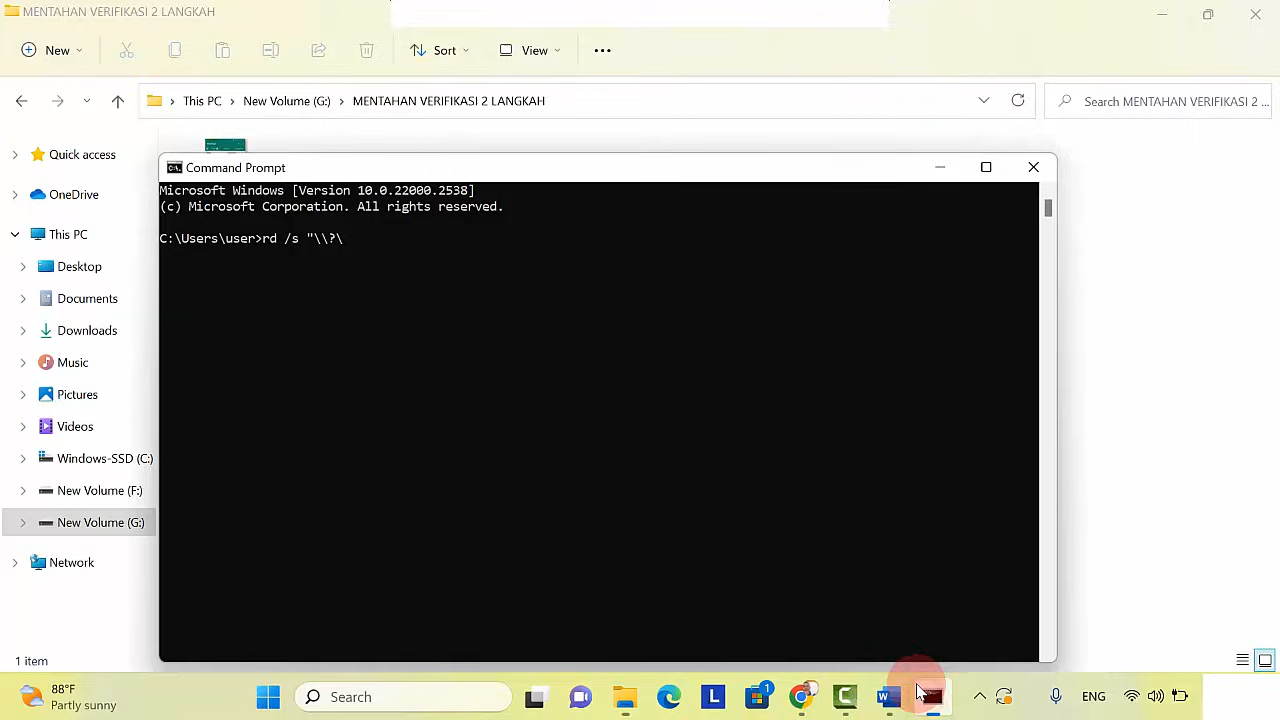 MENTAHAN VERIFIKASI 2 LANGKAH
New
Sort
View
This PC
New Volume (G:)
MENTAHAN VERIFIKASI 2 LANGKAH
Search MENTAHAN VERIFIKASI 2 ...
Quick access
OneDrive
This PC
Desktop
Documents
Downloads
Music
Pictures
Videos
Windows-SSD (C:)
New Volume (F:)
New Volume (G:)
Network
1 item
Command Prompt
Microsoft Windows [Version 10.0.22000.2538]
(c) Microsoft Corporation. All rights reserved.
C:\Users\user>rd /s "\\?\
88°F
Partly sunny
Search
L
1
W
ENG